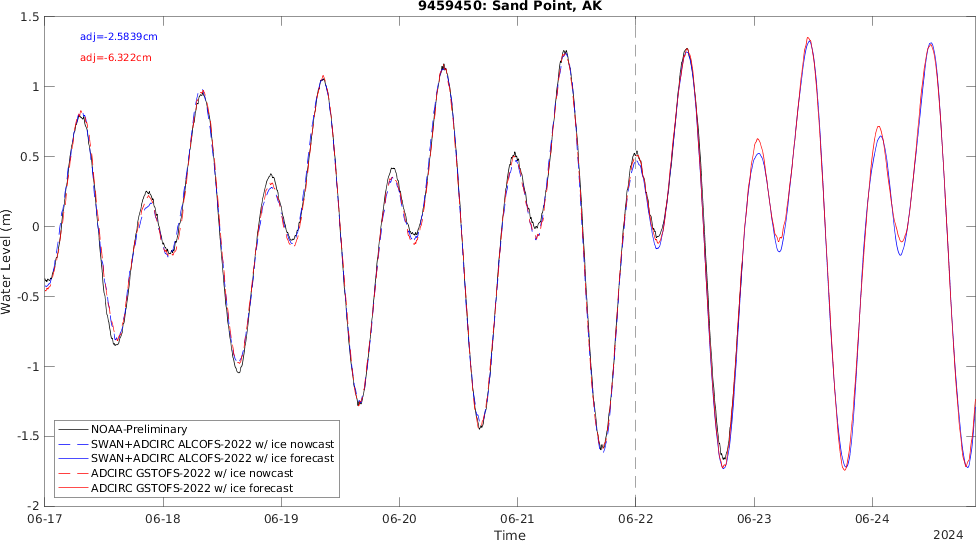 9459450: Sand Point, AK
adj=-2.5839cm
adj=-6.322cm
1.5
1
0.5
0
-0.5
-1
-1.5
-2
Water Level (m)
NOAA-Preliminary
SWAN+ADCIRC ALCOFS-2022 w/ ice nowcast
SWAN+ADCIRC ALCOFS-2022 w/ ice forecast
ADCIRC GSTOFS-2022 w/ ice nowcast
ADCIRC GSTOFS-2022 w/ ice forecast
06-17 06-18 06-19 06-20 06-21 06-22 06-23 06-24
Time
2024